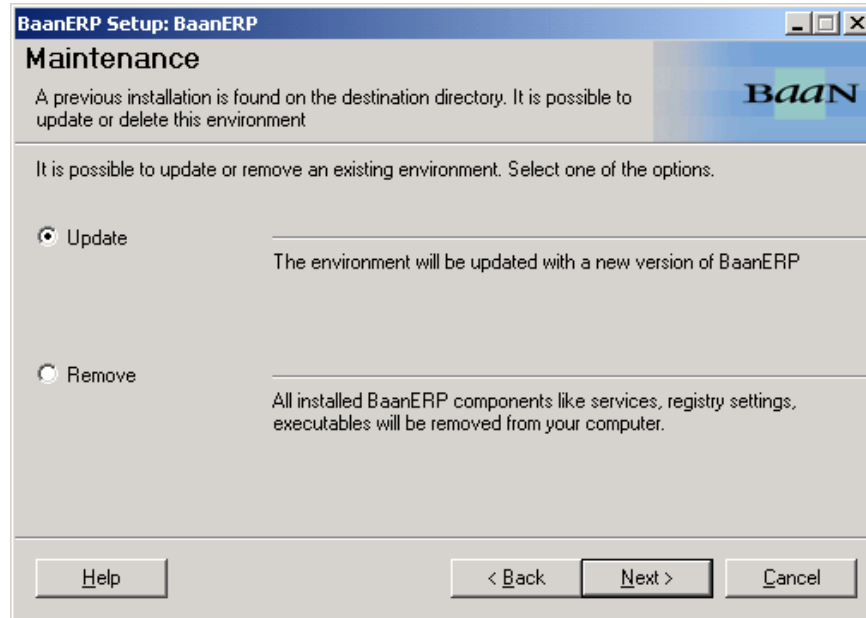 BaanERP Setup: BaanERP
Maintenance
A previous installation is found on the destination directory. It is possible to
update or delete this environment
BaaN
It is possible to update or remove an existing environment. Select one of the options.
Update
The environment will be updated with a new version of BaanERP
Remove
All installed BaanERP components like services, registry settings,
executables will be removed from your computer.
Help
< Back
Next >
Cancel